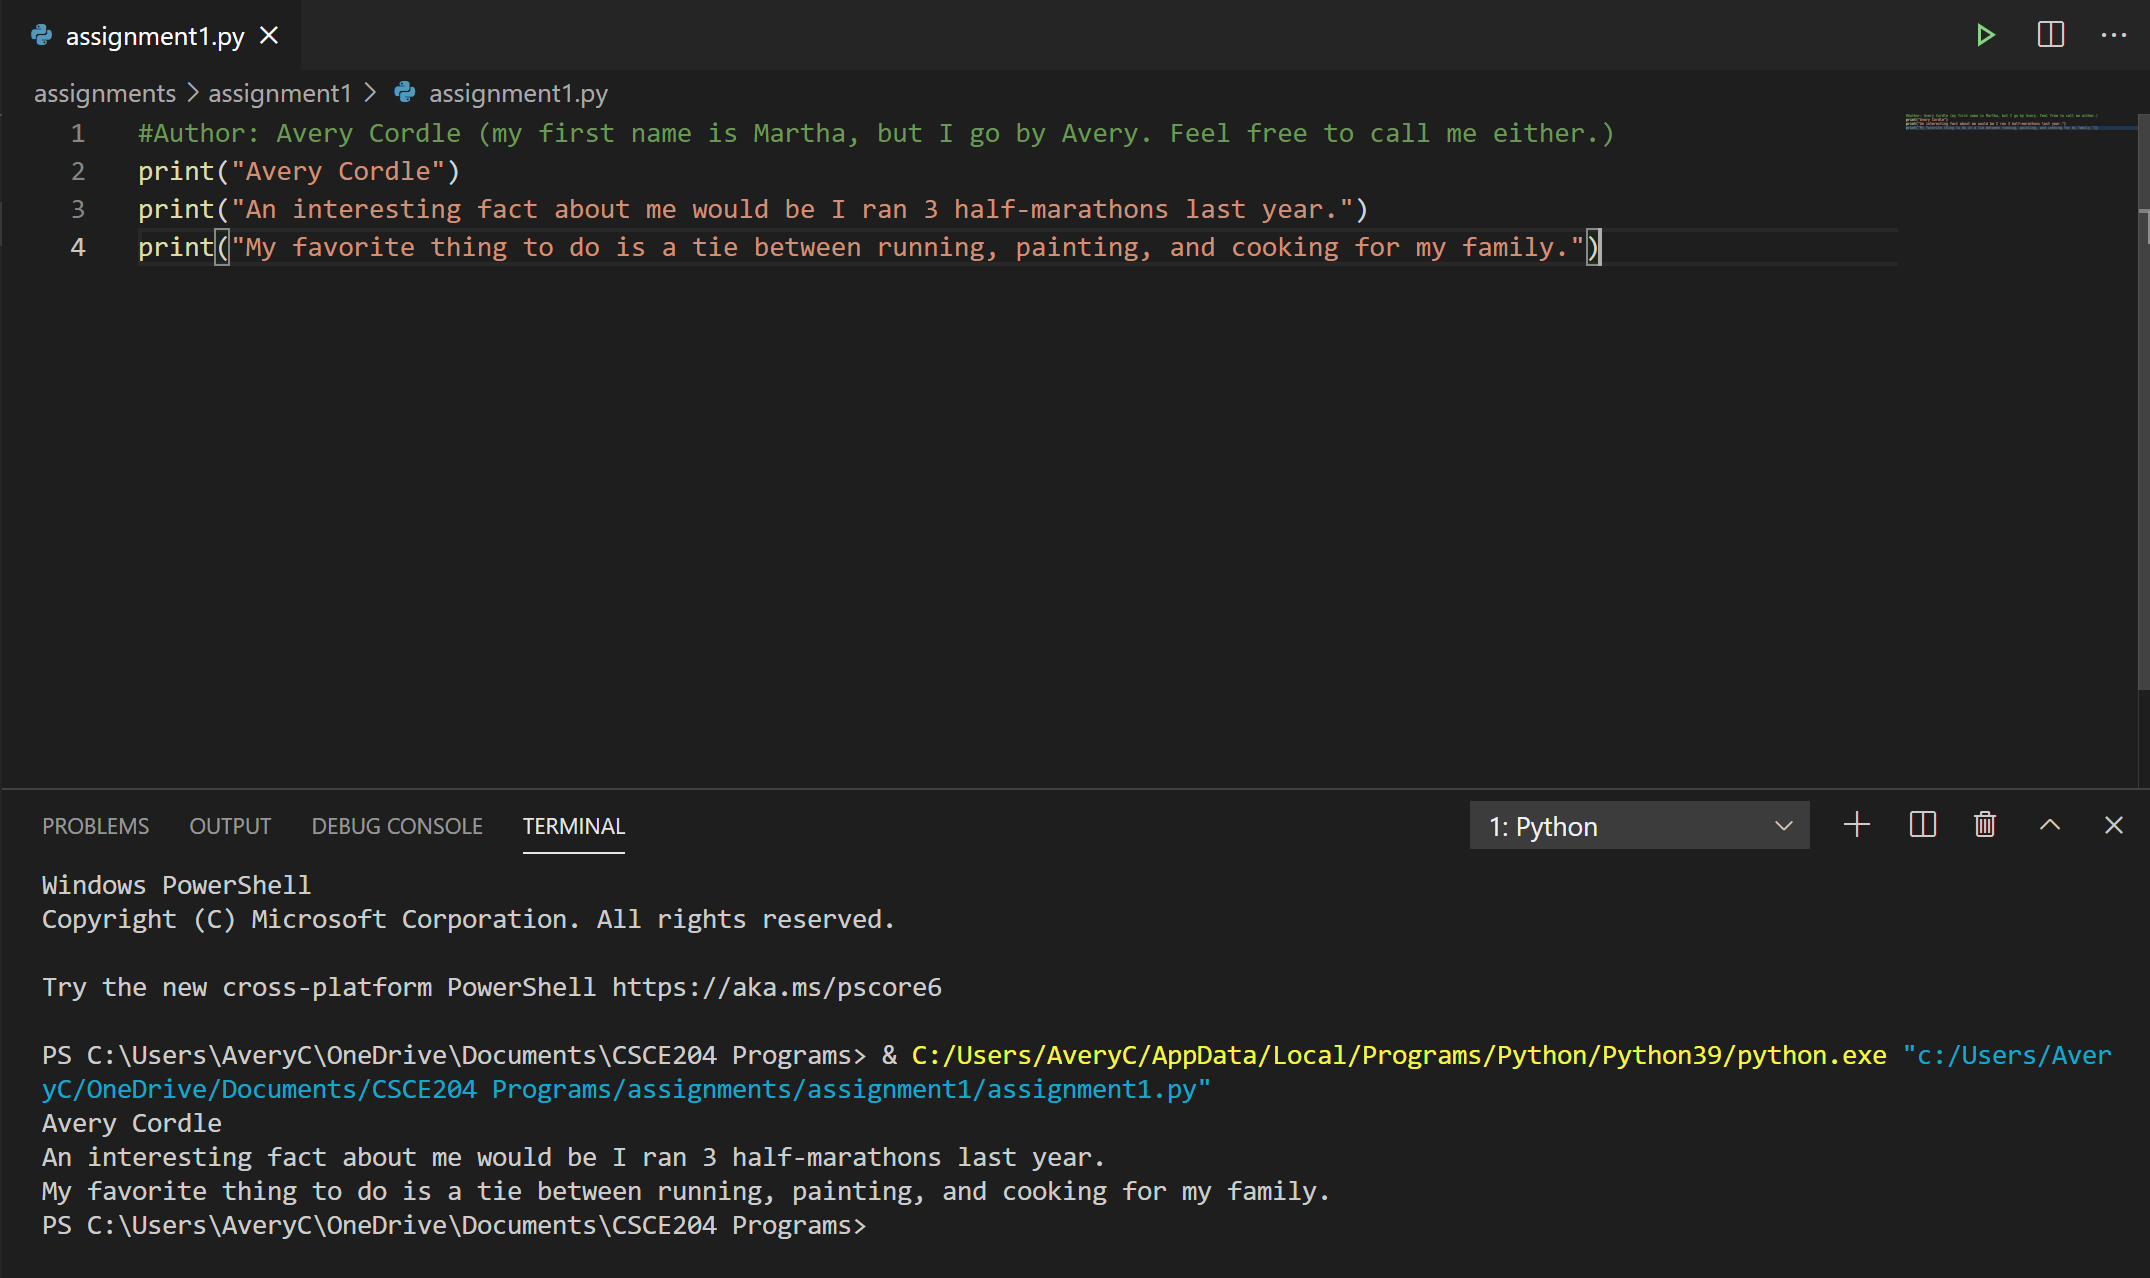 assignment1.py
assignments > assignment1 > assignment1.py
1 #Author: Avery Cordle (my first name is Martha, but I go by Avery. Feel free to call me either.)
2 print("Avery Cordle")
3 print("An interesting fact about me would be I ran 3 half-marathons last year.")
4 print("My favorite thing to do is a tie between running, painting, and cooking for my family.")
PROBLEMS OUTPUT DEBUG CONSOLE TERMINAL 1: Python
Windows PowerShell
Copyright (C) Microsoft Corporation. All rights reserved.
Try the new cross-platform PowerShell https://aka.ms/pscore6
PS C:\Users\AveryC\OneDrive\Documents\CSCE204 Programs> & C:/Users/AveryC/AppData/Local/Programs/Python/Python39/python.exe "c:/Users/Aver
yC/OneDrive/Documents/CSCE204 Programs/assignments/assignment1/assignment1.py"
Avery Cordle
An interesting fact about me would be I ran 3 half-marathons last year.
My favorite thing to do is a tie between running, painting, and cooking for my family.
PS C:\Users\AveryC\OneDrive\Documents\CSCE204 Programs>